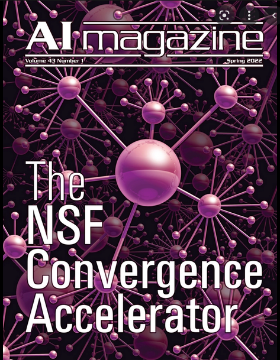 AI magazine
Volume 43 Number 1 Spring 2022
The
NSF
Convergence
Accelerator